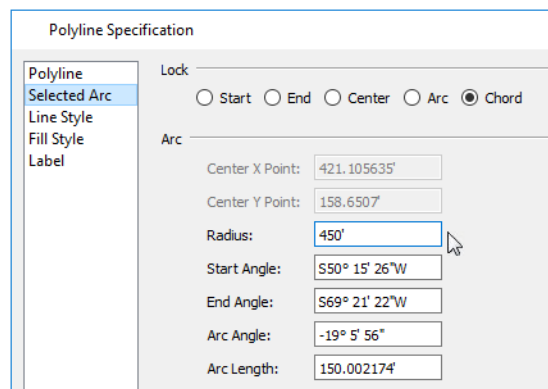 Polyline Specification
Polyline
Selected Arc
Line Style
Fill Style
Label
Lock
Start End Center Arc Chord
Arc
Center X Point: 421.105635'
Center Y Point: 158.6507'
Radius: 450'
Start Angle: S50° 15' 26"W
End Angle: S69° 21' 22"W
Arc Angle: -19° 5' 56"
Arc Length: 150.002174'